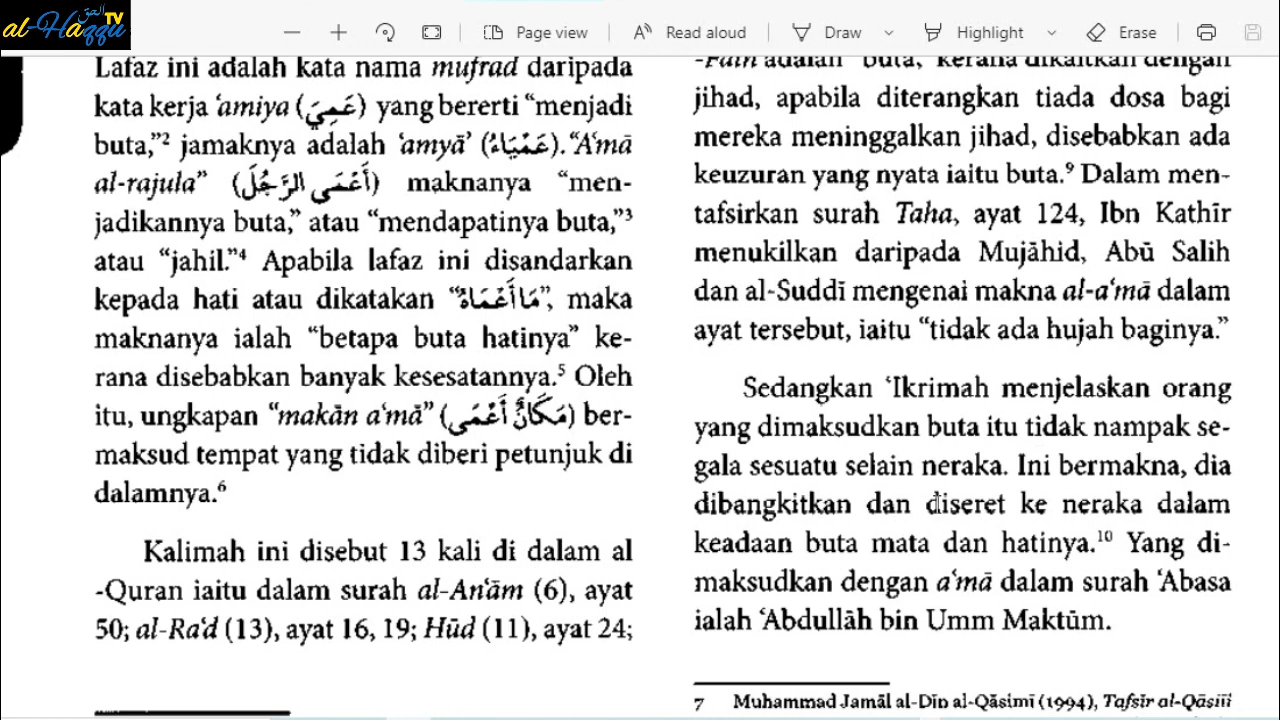 الحق TV
al-Haqqu
Page view
Read aloud
Draw
Highlight
Erase
Lafaz ini adalah kata nama mufrad daripada
kata kerja ‘amiya (عَمِيَ) yang bererti “menjadi
buta,”² jamaknya adalah ‘amyā’ (عَمْيَاءُ). “A‘mā
al-rajula” (أَعْمَى الرَّجُلَ) maknanya “men-
jadikannya buta,” atau “mendapatinya buta,”³
atau “jahil.”⁴ Apabila lafaz ini disandarkan
kepada hati atau dikatakan “مَا أَعْمَاهُ”, maka
maknanya ialah “betapa buta hatinya” ke-
rana disebabkan banyak kesesatannya.⁵ Oleh
itu, ungkapan “makān a‘mā” (مَكَانٌ أَعْمَى) ber-
maksud tempat yang tidak diberi petunjuk di
dalamnya.⁶
Kalimah ini disebut 13 kali di dalam al
-Quran iaitu dalam surah al-An‘ām (6), ayat
50; al-Ra‘d (13), ayat 16, 19; Hūd (11), ayat 24;
-Fath adalah “buta,” kerana dikaitkan dengan
jihad, apabila diterangkan tiada dosa bagi
mereka meninggalkan jihad, disebabkan ada
keuzuran yang nyata iaitu buta.⁹ Dalam men-
tafsirkan surah Taha, ayat 124, Ibn Kathīr
menukilkan daripada Mujāhid, Abū Salih
dan al-Suddī mengenai makna al-a‘mā dalam
ayat tersebut, iaitu “tidak ada hujah baginya.”
Sedangkan ‘Ikrimah menjelaskan orang
yang dimaksudkan buta itu tidak nampak se-
gala sesuatu selain neraka. Ini bermakna, dia
dibangkitkan dan diseret ke neraka dalam
keadaan buta mata dan hatinya.¹⁰ Yang di-
maksudkan dengan a‘mā dalam surah ‘Abasa
ialah ‘Abdullāh bin Umm Maktūm.
7 Muhammad Jamāl al-Dīn al-Qāsimī (1994), Tafsīr al-Qāsimī